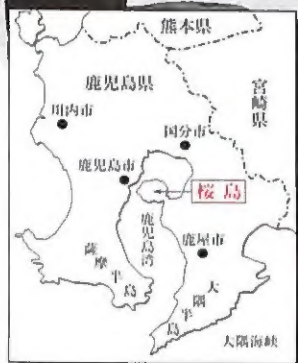 熊本県
鹿児島県
宮崎県
川内市
国分市
鹿児島市
桜島
鹿児島湾
鹿屋市
薩摩半島
大隅半島
大隅海峡